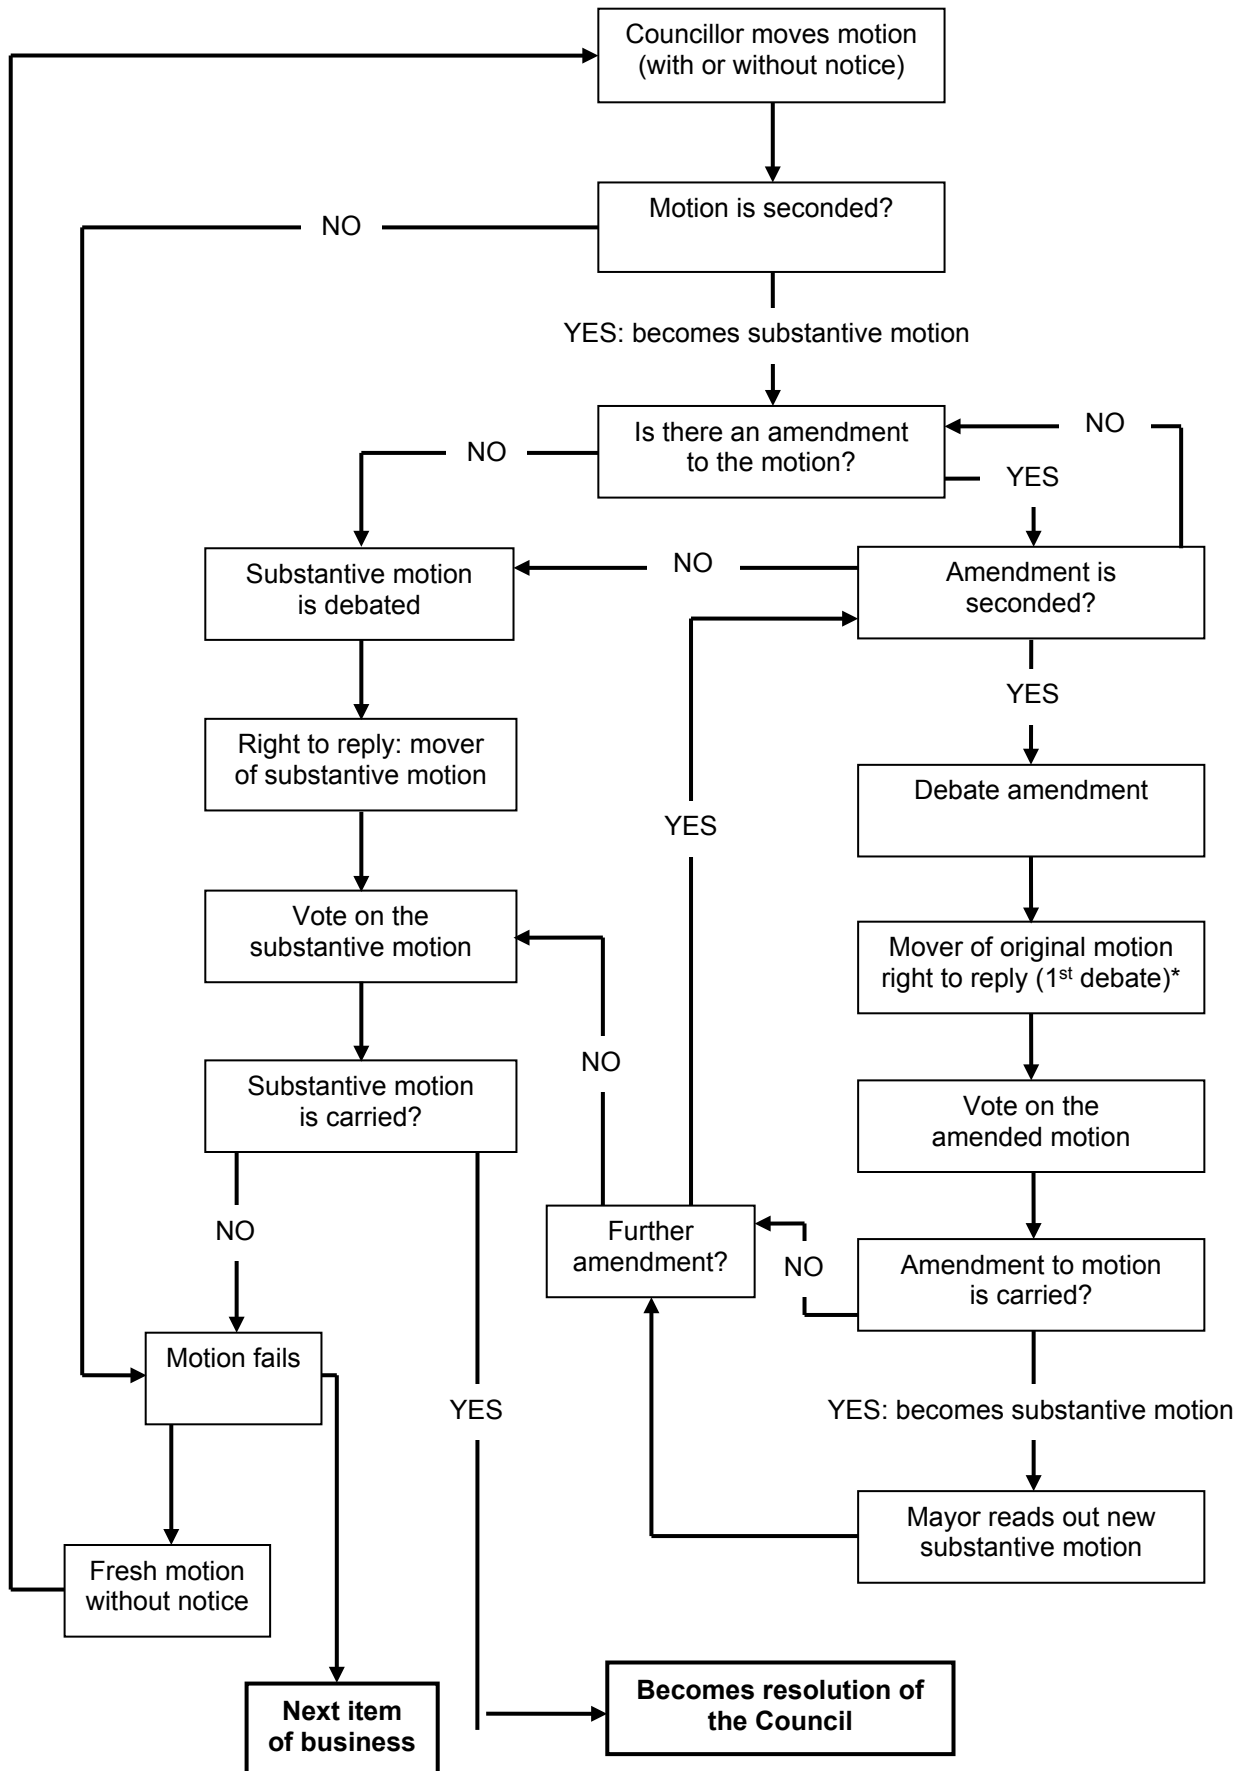 Councillor moves motion
(with or without notice)
Motion is seconded?
NO
YES: becomes substantive motion
Is there an amendment
to the motion?
NO
NO
YES
Substantive motion
is debated
NO
Amendment is
seconded?
YES
Right to reply: mover
of substantive motion
Debate amendment
YES
Vote on the
substantive motion
Mover of original motion
right to reply (1st debate)*
NO
Substantive motion
is carried?
Vote on the
amended motion
NO
Further
amendment?
NO
Amendment to motion
is carried?
Motion fails
YES
YES: becomes substantive motion
Mayor reads out new
substantive motion
Fresh motion
without notice
Next item
of business
Becomes resolution of
the Council